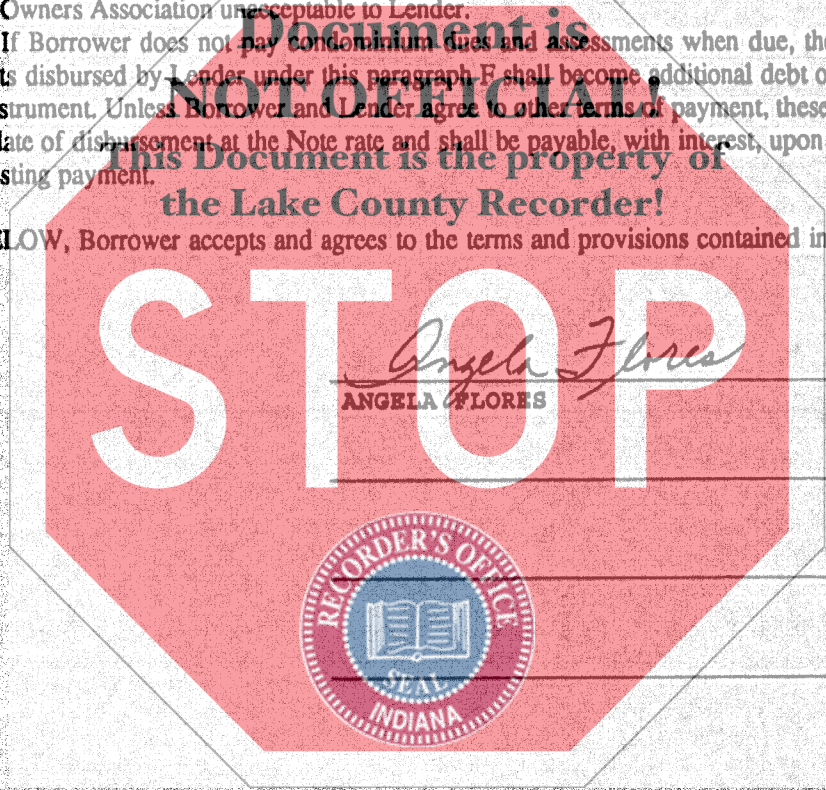 Owners Association unacceptable to Lender.
Document is
If Borrower does not pay condominium dues and assessments when due, the
ts disbursed by Lender under this paragraph F shall become additional debt o
NOT OFFICIAL!
strument. Unless Borrower and Lender agree to other terms of payment, these
ate of disbursement at the Note rate and shall be payable, with interest, upon
This Document is the property of
sting payment.
the Lake County Recorder!
LOW, Borrower accepts and agrees to the terms and provisions contained in
STOP
Angela Flores
ANGELA FLORES
RECORDER'S OFFICE
SEAL
INDIANA